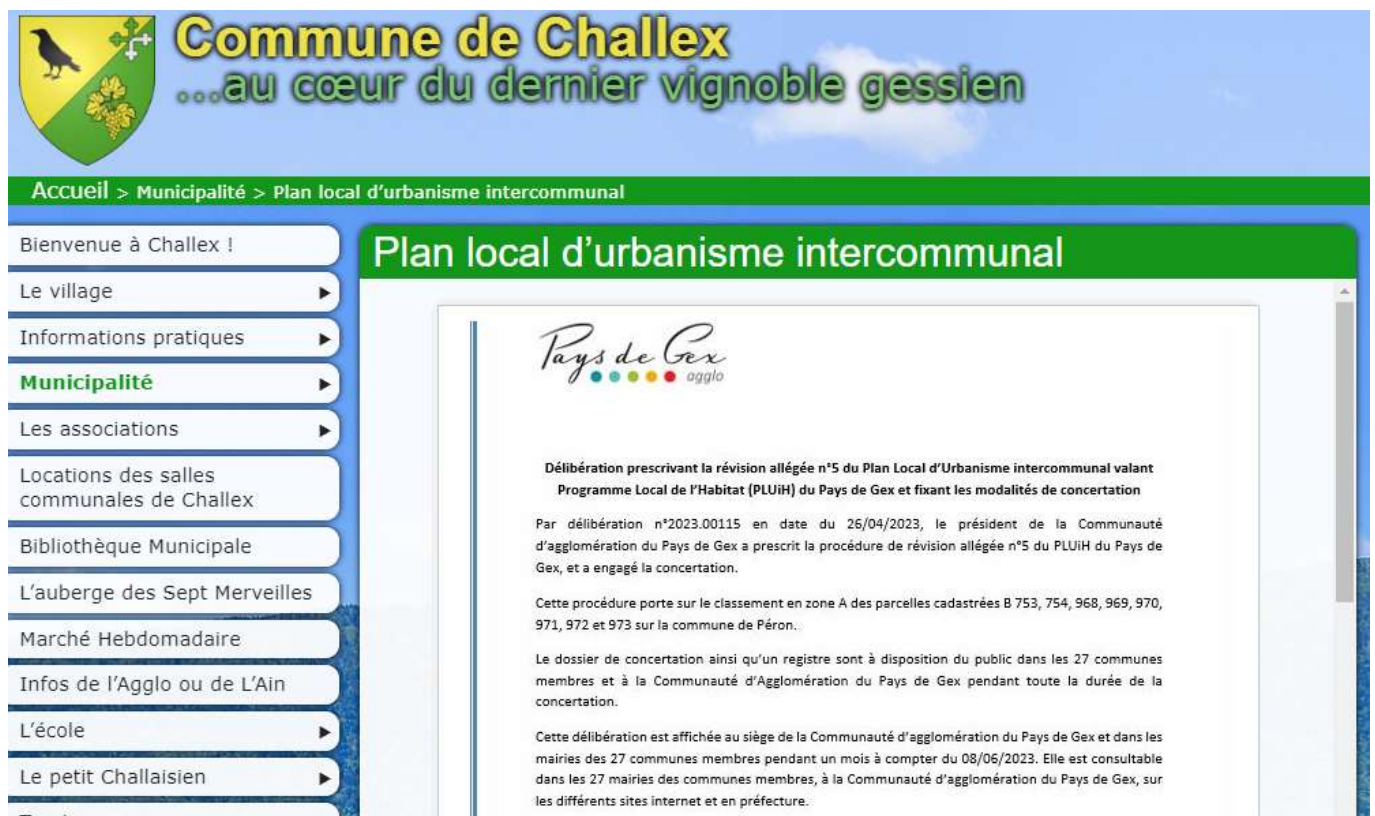 Commune de Challex
...au cœur du dernier vignoble gessien
Accueil > Municipalité > Plan local d'urbanisme intercommunal
Bienvenue à Challex !
Le village
Informations pratiques
Municipalité
Les associations
Locations des salles
communales de Challex
Bibliothèque Municipale
L'auberge des Sept Merveilles
Marché Hebdomadaire
Infos de l'Agglo ou de L'Ain
L'école
Le petit Challaisien
Plan local d'urbanisme intercommunal
Pays de Gex
agglo
Délibération prescrivant la révision allégée n°5 du Plan Local d'Urbanisme intercommunal valant
Programme Local de l'Habitat (PLUiH) du Pays de Gex et fixant les modalités de concertation
Par délibération n°2023.00115 en date du 26/04/2023, le président de la Communauté
d'agglomération du Pays de Gex a prescrit la procédure de révision allégée n°5 du PLUiH du Pays de
Gex, et a engagé la concertation.
Cette procédure porte sur le classement en zone A des parcelles cadastrées B 753, 754, 968, 969, 970,
971, 972 et 973 sur la commune de Péron.
Le dossier de concertation ainsi qu'un registre sont à disposition du public dans les 27 communes
membres et à la Communauté d'Agglomération du Pays de Gex pendant toute la durée de la
concertation.
Cette délibération est affichée au siège de la Communauté d'agglomération du Pays de Gex et dans les
mairies des 27 communes membres pendant un mois à compter du 08/06/2023. Elle est consultable
dans les 27 mairies des communes membres, à la Communauté d'agglomération du Pays de Gex, sur
les différents sites internet et en préfecture.